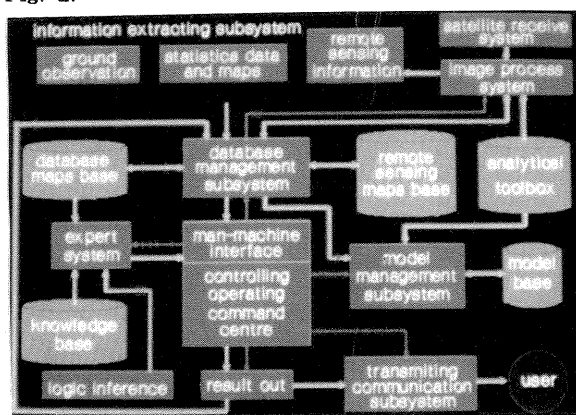 Fig. 2.
information extracting subsystem
ground
observation
statistics data
and maps
remote
sensing
information
satellite receive
system
image process
system
database
maps base
database
management
subsystem
remote
sensing
maps base
analytical
toolbox
expert
system
man-machine
interface
controlling
operating
command
centre
model
management
subsystem
model
base
knowledge
base
logic inference
result out
transmiting
communication
subsystem
user